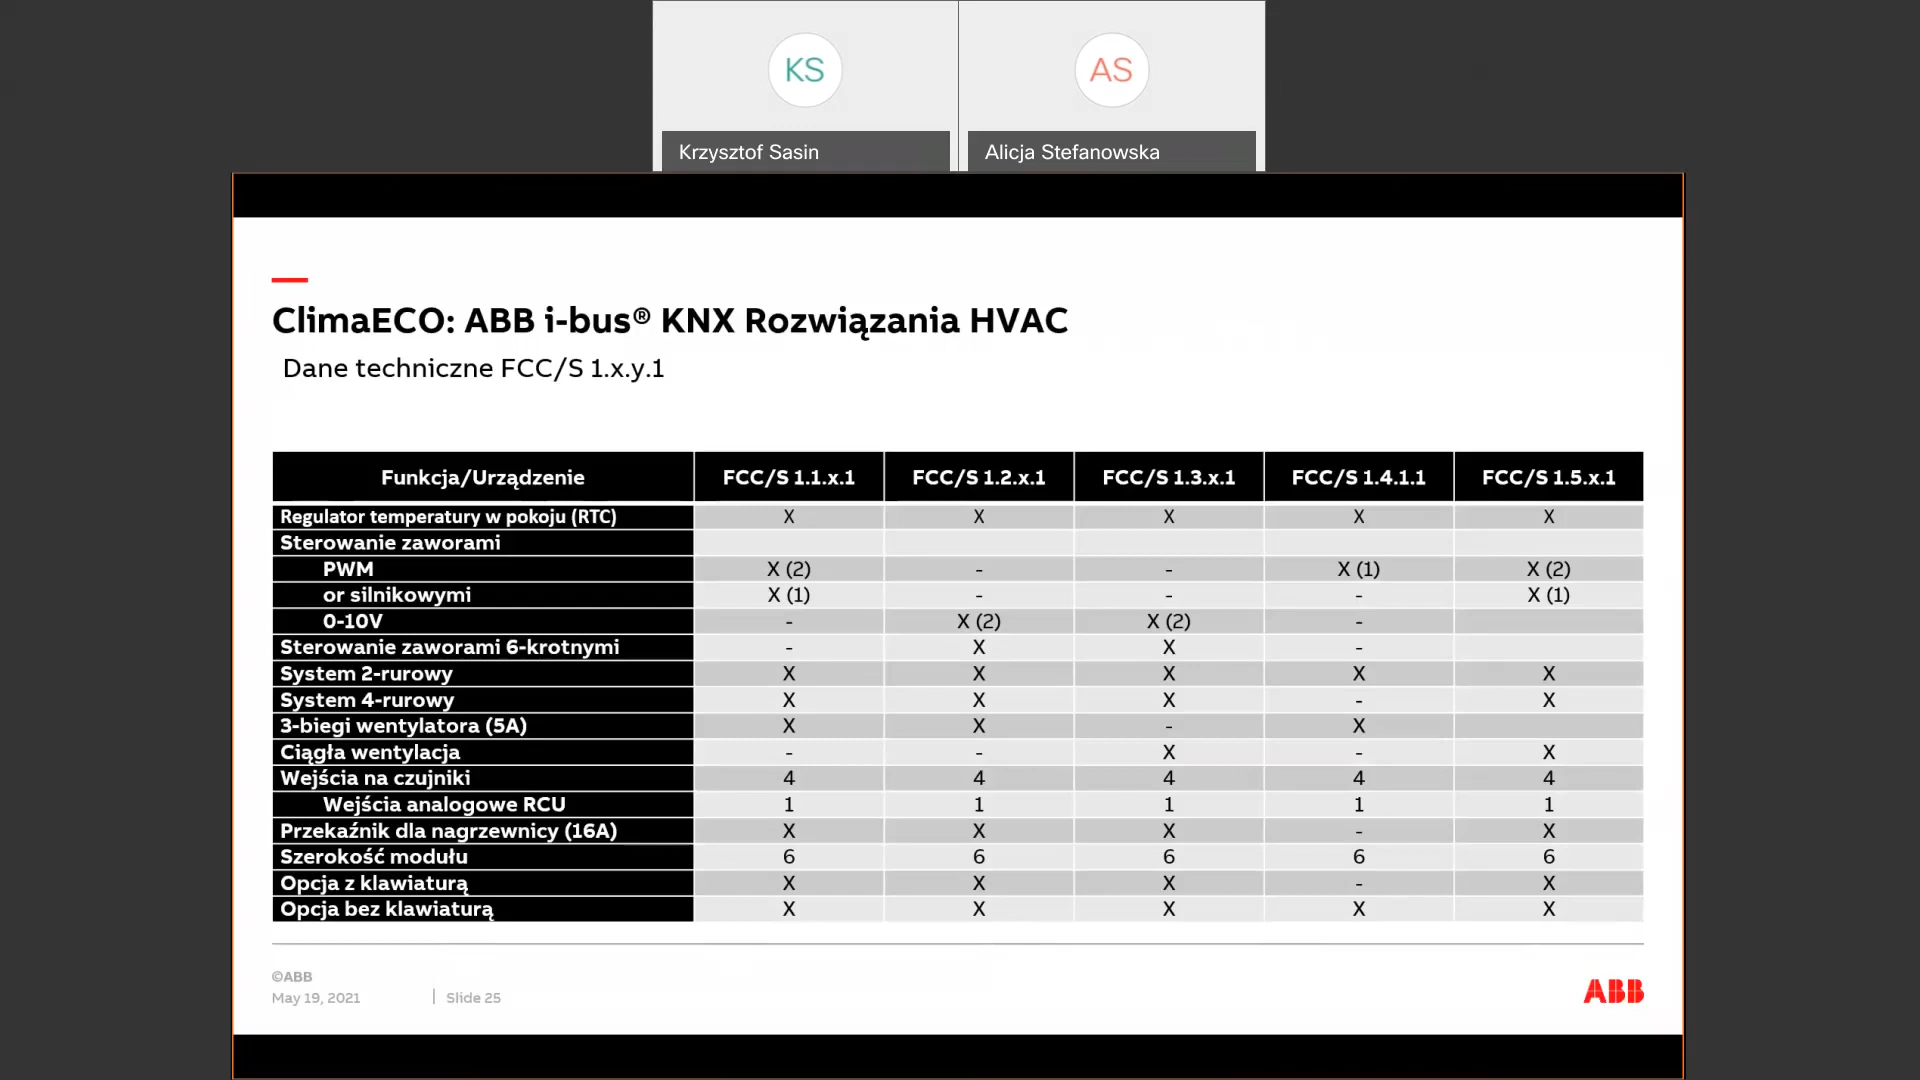 KS
AS
Krzysztof Sasin
Alicja Stefanowska
ClimaECO: ABB i-bus® KNX Rozwiązania HVAC
Dane techniczne FCC/S 1.x.y.1
Funkcja/Urządzenie FCC/S 1.1.x.1 FCC/S 1.2.x.1 FCC/S 1.3.x.1 FCC/S 1.4.1.1 FCC/S 1.5.x.1
Regulator temperatury w pokoju (RTC) X X X X X
Sterowanie zaworami
PWM X (2) - - X (1) X (2)
or silnikowymi X (1) - - - X (1)
0-10V - X (2) X (2) -
Sterowanie zaworami 6-krotnymi - X X -
System 2-rurowy X X X X X
System 4-rurowy X X X - X
3-biegi wentylatora (5A) X X - X
Ciągła wentylacja - - X - X
Wejścia na czujniki 4 4 4 4 4
Wejścia analogowe RCU 1 1 1 1 1
Przekaźnik dla nagrzewnicy (16A) X X X - X
Szerokość modułu 6 6 6 6 6
Opcja z klawiaturą X X X - X
Opcja bez klawiaturą X X X X X
©ABB
May 19, 2021 | Slide 25
ABB